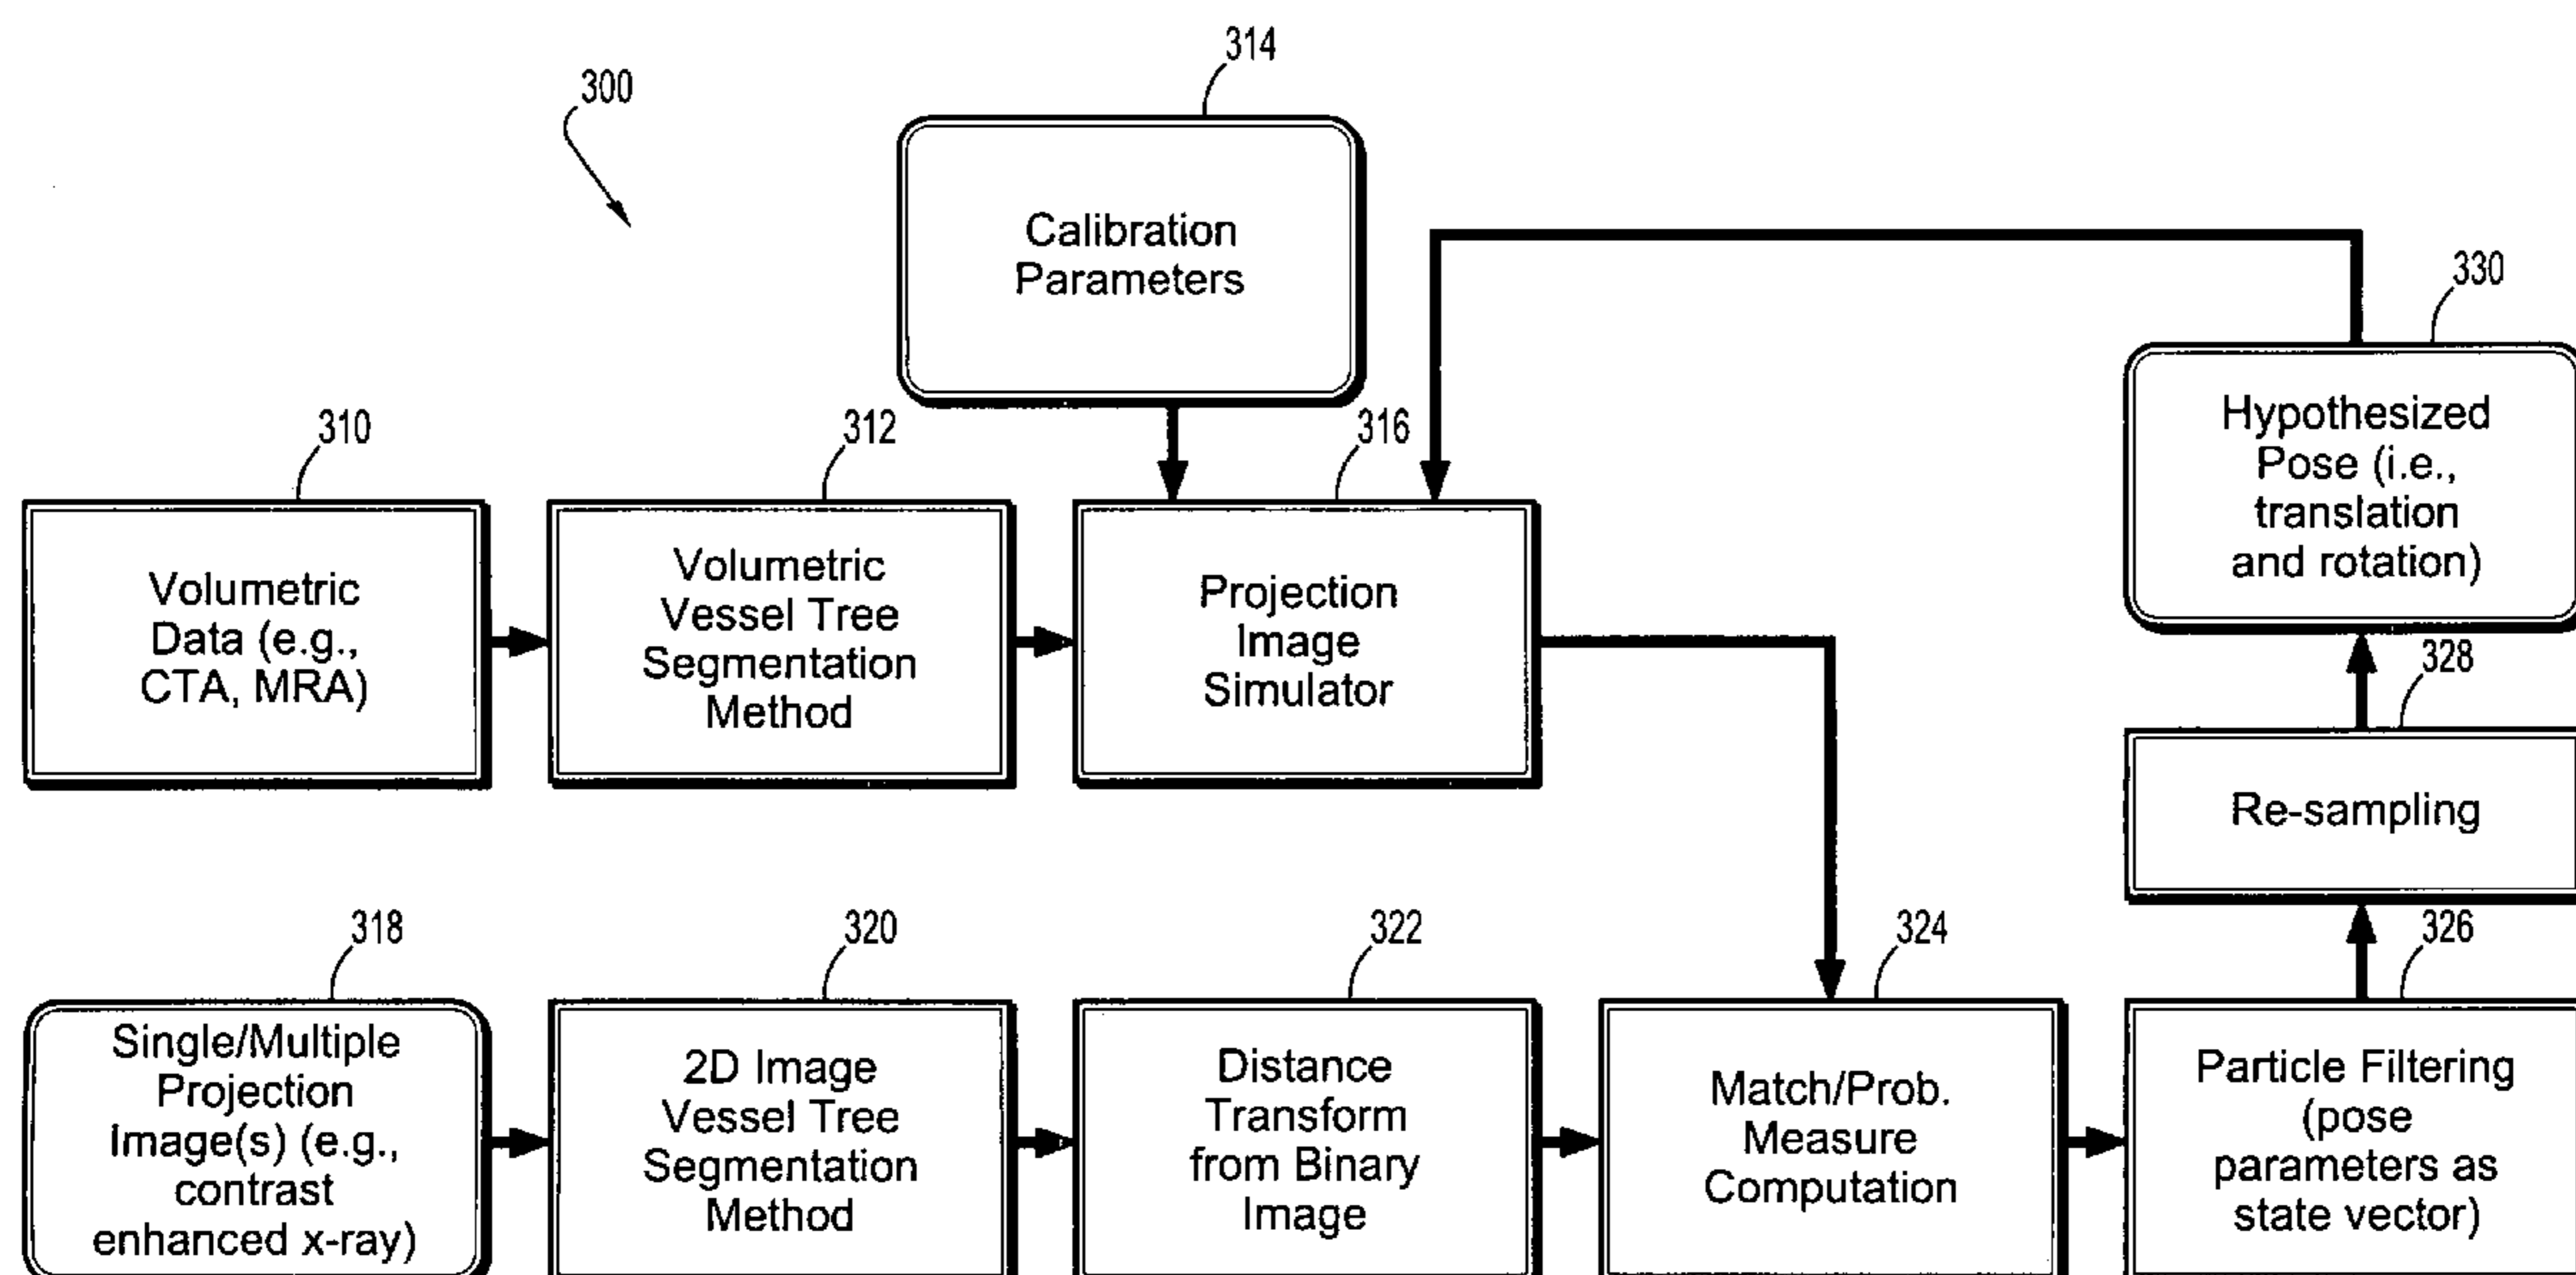 314
300
Calibration
Parameters
330
Hypothesized
Pose (i.e.,
translation
and rotation)
310
312
316
Volumetric
Data (e.g.,
CTA, MRA)
Volumetric
Vessel Tree
Segmentation
Method
Projection
Image
Simulator
328
Re-sampling
318
320
322
324
326
Single/Multiple
Projection
Image(s) (e.g.,
contrast
enhanced x-ray)
2D Image
Vessel Tree
Segmentation
Method
Distance
Transform
from Binary
Image
Match/Prob.
Measure
Computation
Particle Filtering
(pose
parameters as
state vector)